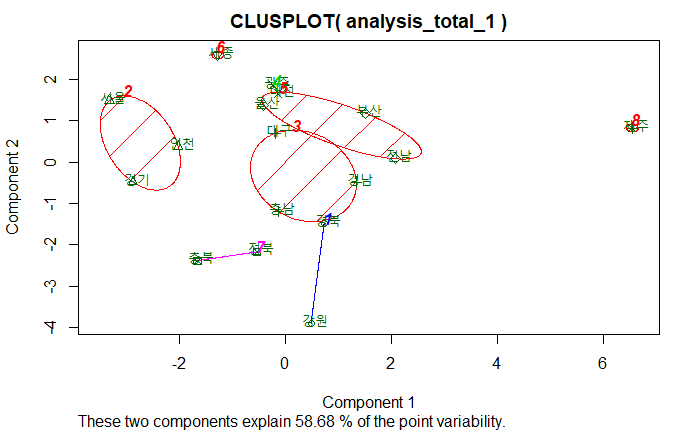 CLUSPLOT( analysis_total_1 )
6
세종
4
광주
5
대전
8
제주
서울 2
울산
부산
2
1
0
-1
-2
-3
-4
인천
대구 3
전남
경기
경남
충남
경북 1
전북 7
충북
강원
Component 2
-2 0 2 4 6
Component 1
These two components explain 58.68 % of the point variability.